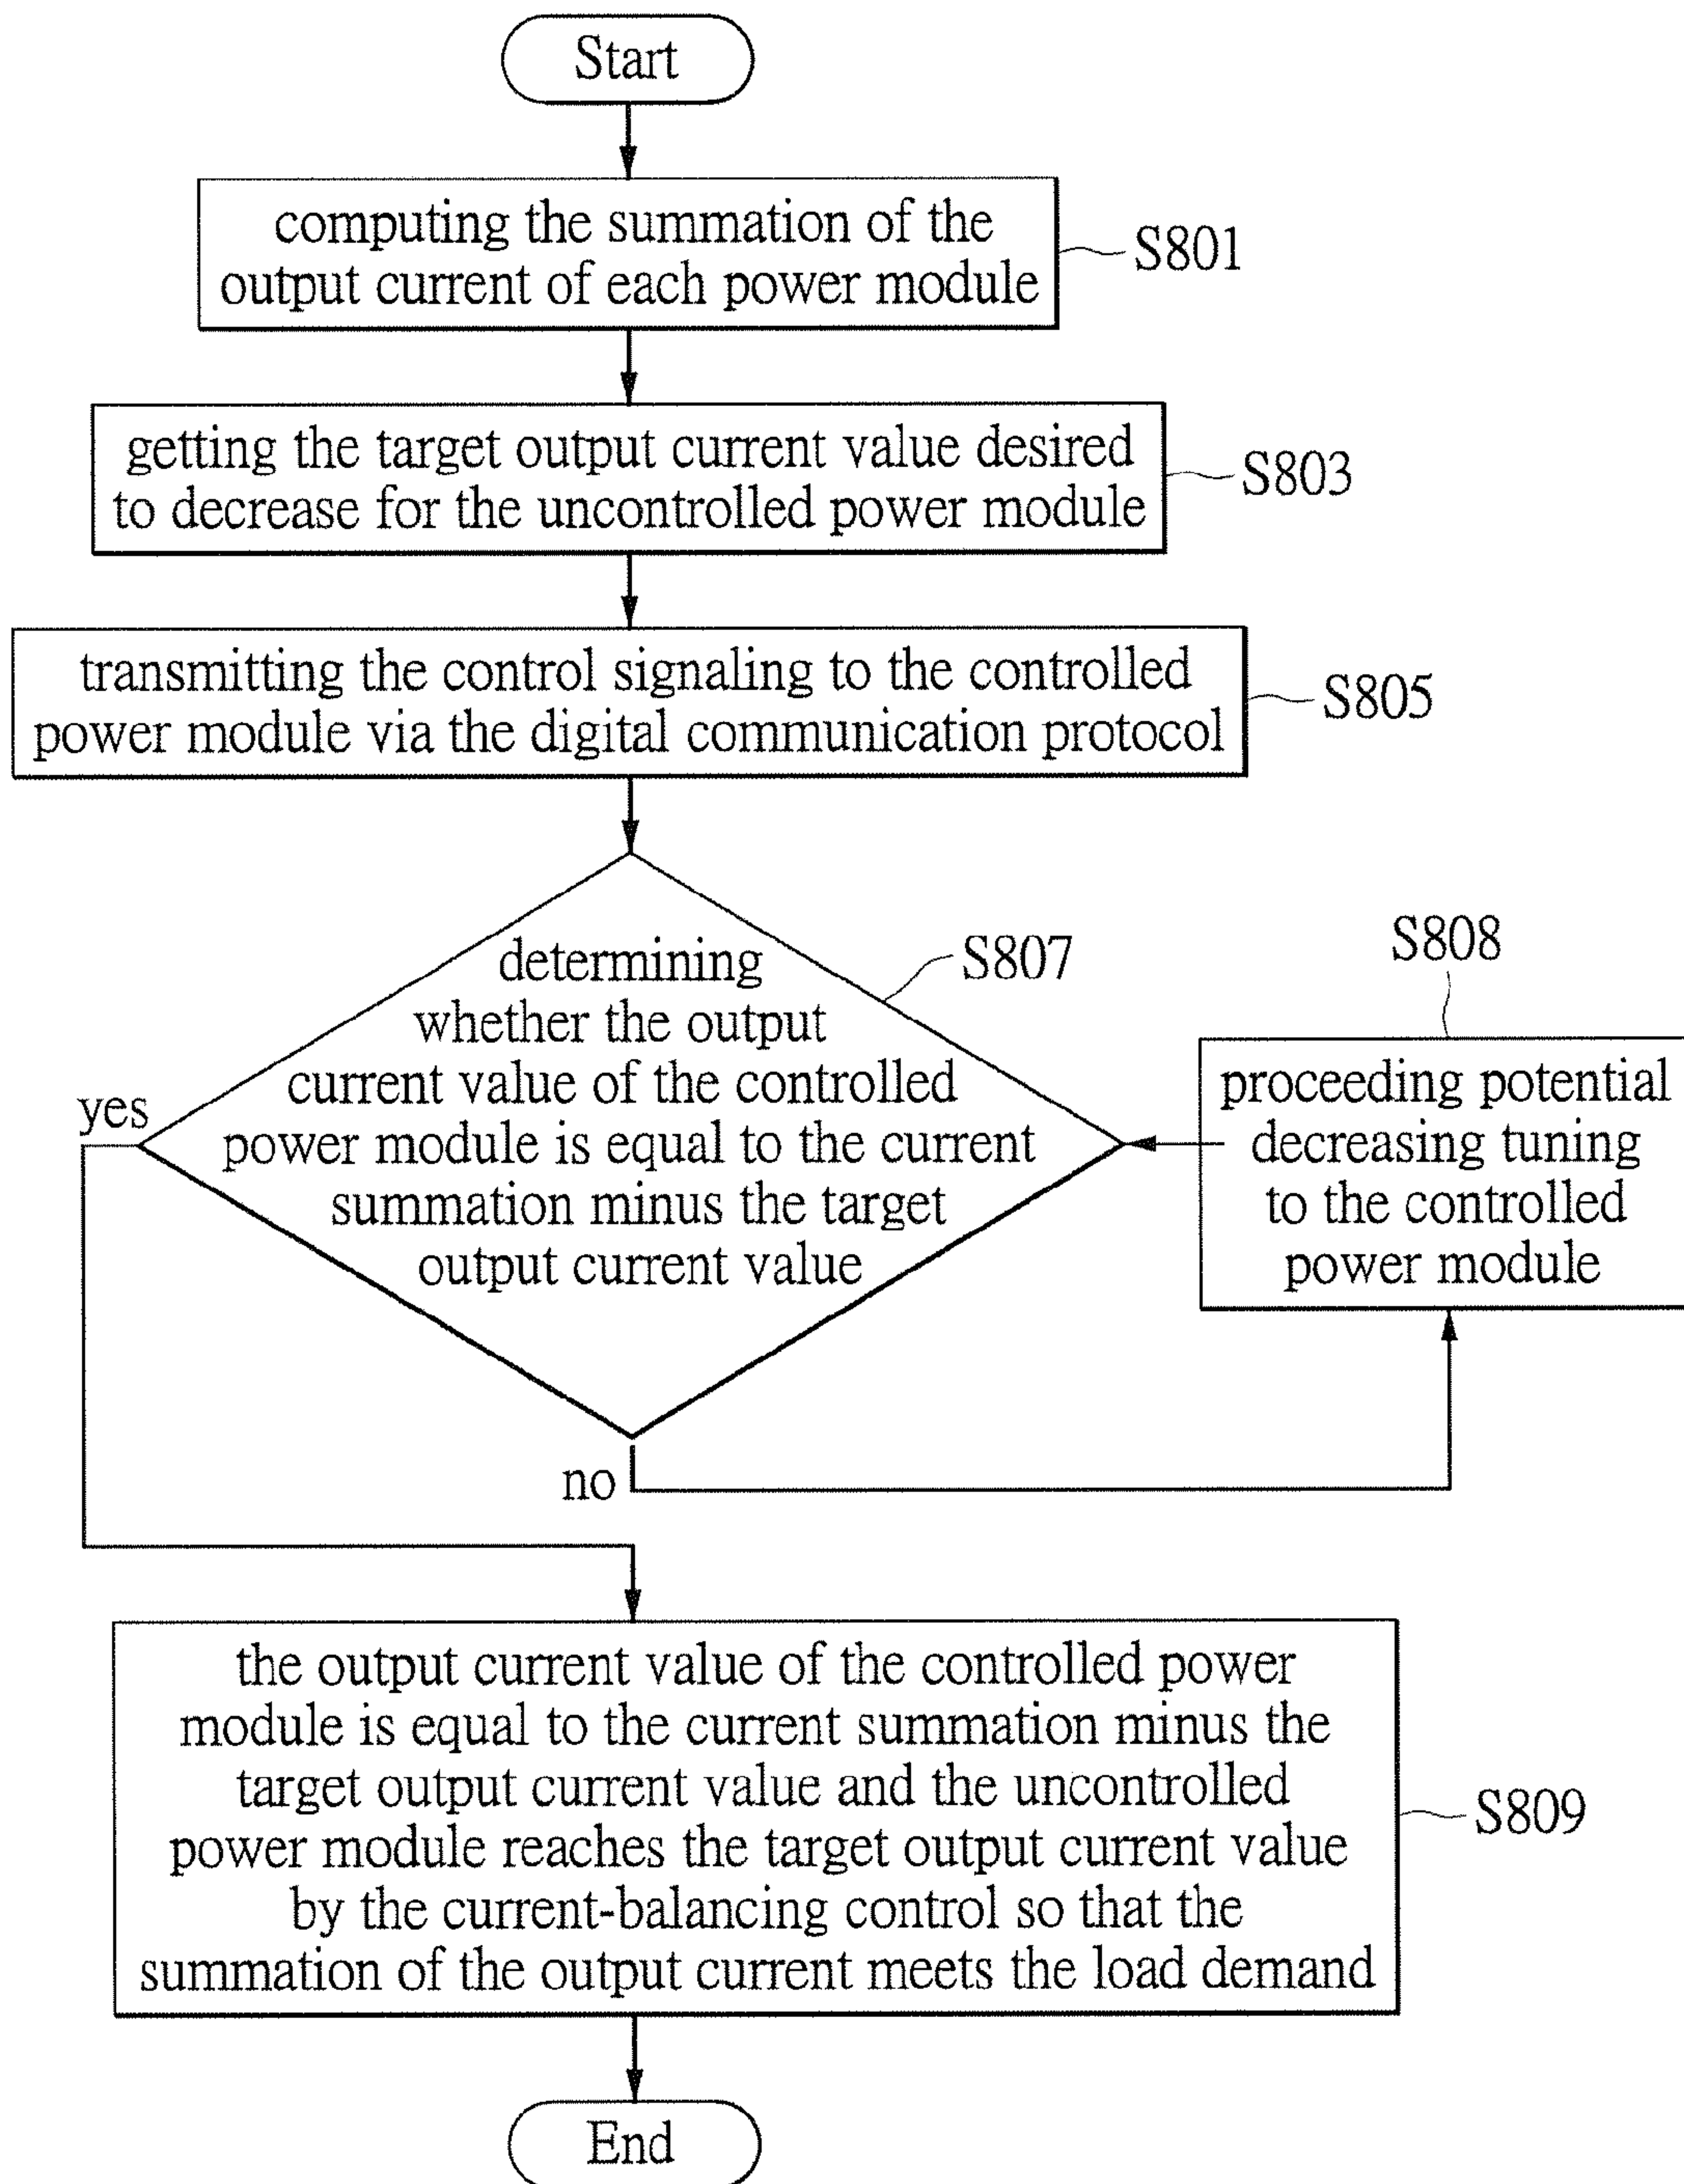 Start
computing the summation of the
output current of each power module
S801
getting the target output current value desired
to decrease for the uncontrolled power module
S803
transmitting the control signaling to the controlled
power module via the digital communication protocol
S805
determining
whether the output
current value of the controlled
power module is equal to the current
summation minus the target
output current value
S807
yes
no
S808
proceeding potential
decreasing tuning
to the controlled
power module
the output current value of the controlled power
module is equal to the current summation minus the
target output current value and the uncontrolled
power module reaches the target output current value
by the current-balancing control so that the
summation of the output current meets the load demand
S809
End